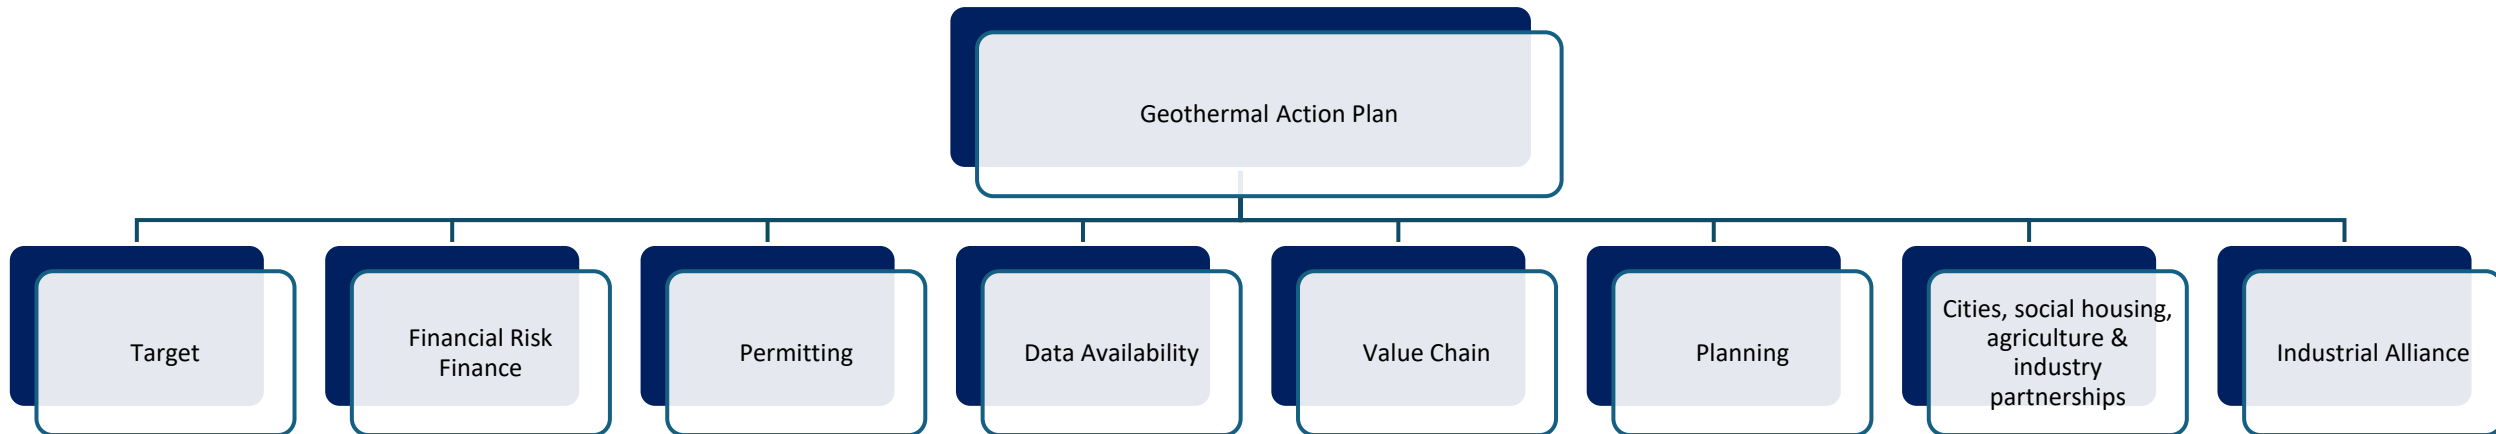 Geothermal Action Plan
Target
Financial Risk
Finance
Permitting
Data Availability
Value Chain
Planning
Cities, social housing,
agriculture &
industry
partnerships
Industrial Alliance